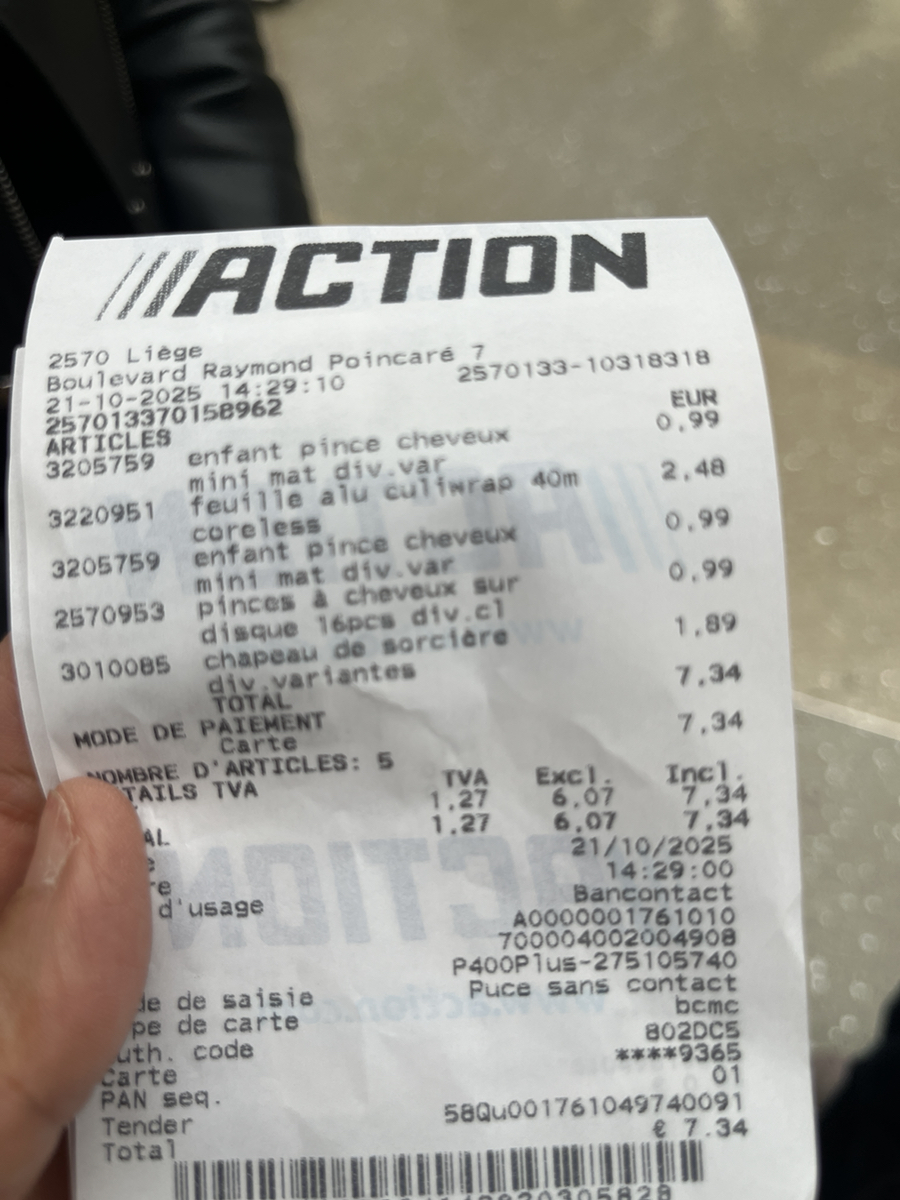 ACTION
2570 Liège
Boulevard Raymond Poincaré 7
21-10-2025 14:29:10 2570133-10318318
257013370158962
ARTICLES EUR
3205759 enfant pince cheveux 0,99
mini mat div.var
3220951 feuille alu culiwrap 40m 2,48
coreless
3205759 enfant pince cheveux 0,99
mini mat div.var
2570953 pinces à cheveux sur 0,99
disque 16pcs div.cl
3010085 chapeau de sorcière 1,89
div.variantes
TOTAL 7,34
MODE DE PAIEMENT
Carte 7,34
NOMBRE D'ARTICLES: 5
TAILS TVA TVA Excl. Incl.
1,27 6,07 7,34
AL 1,27 6,07 7,34
21/10/2025
re 14:29:00
d'usage Bancontact
A0000001761010
700004002004908
P400Plus-275105740
de de saisie Puce sans contact
pe de carte bcmc
uth. code 802DC5
Carte ****9365
PAN seq. 01
Tender 58Qu001761049740091
Total € 7.34